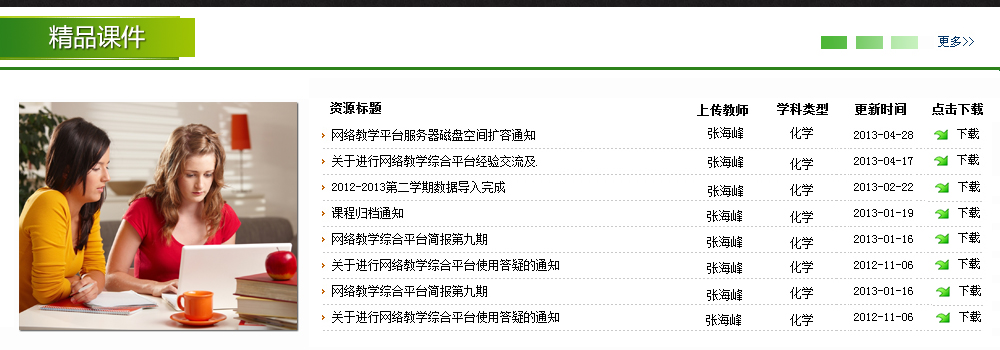 精品课件
更多>>
资源标题 上传教师 学科类型 更新时间 点击下载
网络教学平台服务器磁盘空间扩容通知 张海峰 化学 2013-04-28 下载
关于进行网络教学综合平台经验交流及. 张海峰 化学 2013-04-17 下载
2012-2013第二学期数据导入完成 张海峰 化学 2013-02-22 下载
课程归档通知 张海峰 化学 2013-01-19 下载
网络教学综合平台简报第九期 张海峰 化学 2013-01-16 下载
关于进行网络教学综合平台使用答疑的通知 张海峰 化学 2012-11-06 下载
网络教学综合平台简报第九期 张海峰 化学 2013-01-16 下载
关于进行网络教学综合平台使用答疑的通知 张海峰 化学 2012-11-06 下载